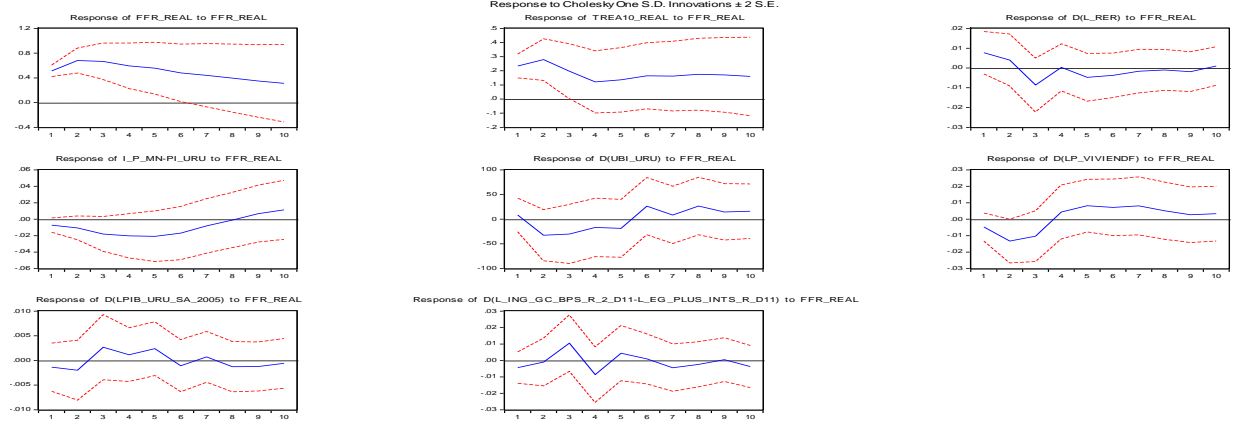 Response to Cholesky One S.D. Innovations ± 2 S.E.
Response of FFR_REAL to FFR_REAL
1.2
0.8
0.4
0.0
-0.4
1 2 3 4 5 6 7 8 9 10
Response of TREA10_REAL to FFR_REAL
.5
.4
.3
.2
.1
.0
-.1
-.2
1 2 3 4 5 6 7 8 9 10
Response of D(L_RER) to FFR_REAL
.02
.01
.00
-.01
-.02
-.03
1 2 3 4 5 6 7 8 9 10
Response of I_P_MN-PI_URU to FFR_REAL
.06
.04
.02
.00
-.02
-.04
-.06
1 2 3 4 5 6 7 8 9 10
Response of D(UBI_URU) to FFR_REAL
100
50
0
-50
-100
1 2 3 4 5 6 7 8 9 10
Response of D(LP_VIVIENDF) to FFR_REAL
.03
.02
.01
.00
-.01
-.02
-.03
1 2 3 4 5 6 7 8 9 10
Response of D(LPIB_URU_SA_2005) to FFR_REAL
.010
.005
.000
-.005
-.010
1 2 3 4 5 6 7 8 9 10
Response of D(L_ING_GC_BPS_R_2_D11-L_EG_PLUS_INTS_R_D11) to FFR_REAL
.03
.02
.01
.00
-.01
-.02
-.03
1 2 3 4 5 6 7 8 9 10